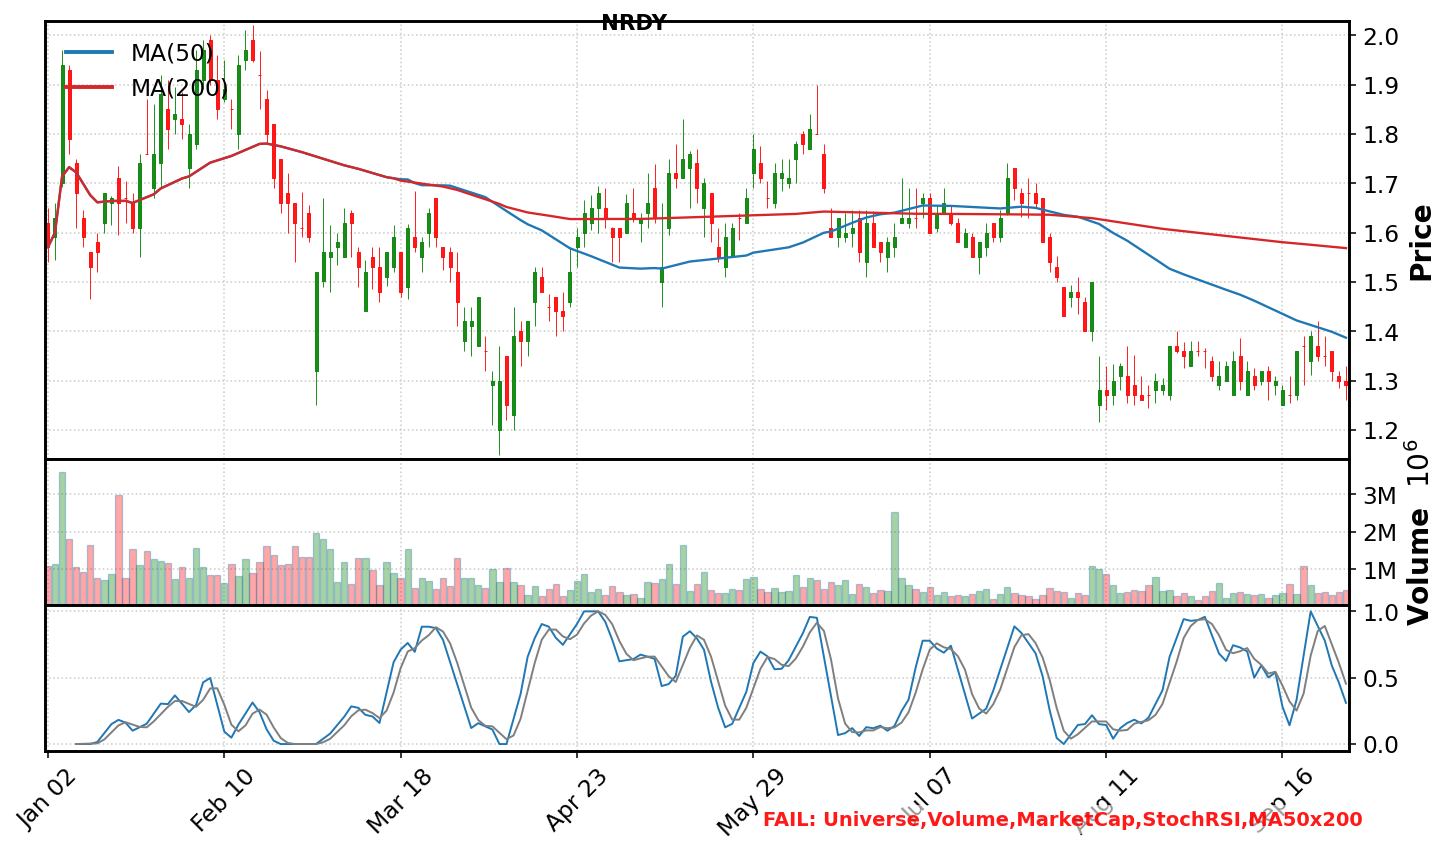 NRDY
MA(50)
MA(200)
2.0
1.9
1.8
1.7
1.6
1.5
1.4
1.3
1.2
Price
3M
2M
1M
Volume 10^6
1.0
0.5
0.0
Jan 02
Feb 10
Mar 18
Apr 23
May 29
Jul 07
Aug 11
Sep 16
FAIL: Universe,Volume,MarketCap,StochRSI,MA50x200